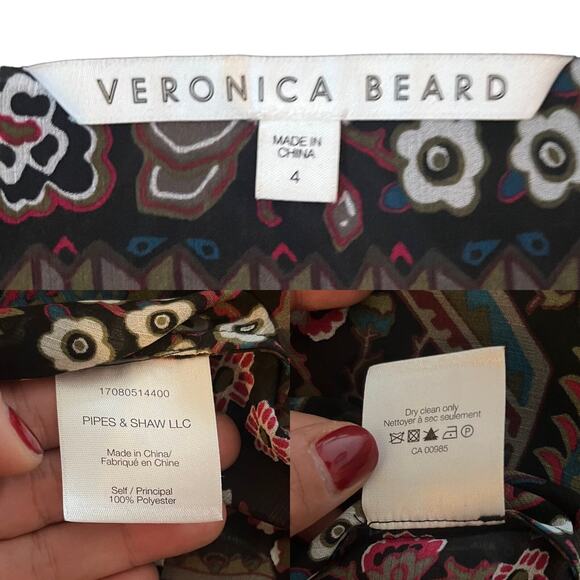 VERONICA BEARD
MADE IN
CHINA
4
17080514400
PIPES & SHAW LLC
Made in China/
Fabriqué en Chine
Self / Principal
100% Polyester
Dry clean only
Nettoyer à sec seulement
P
CA 00985